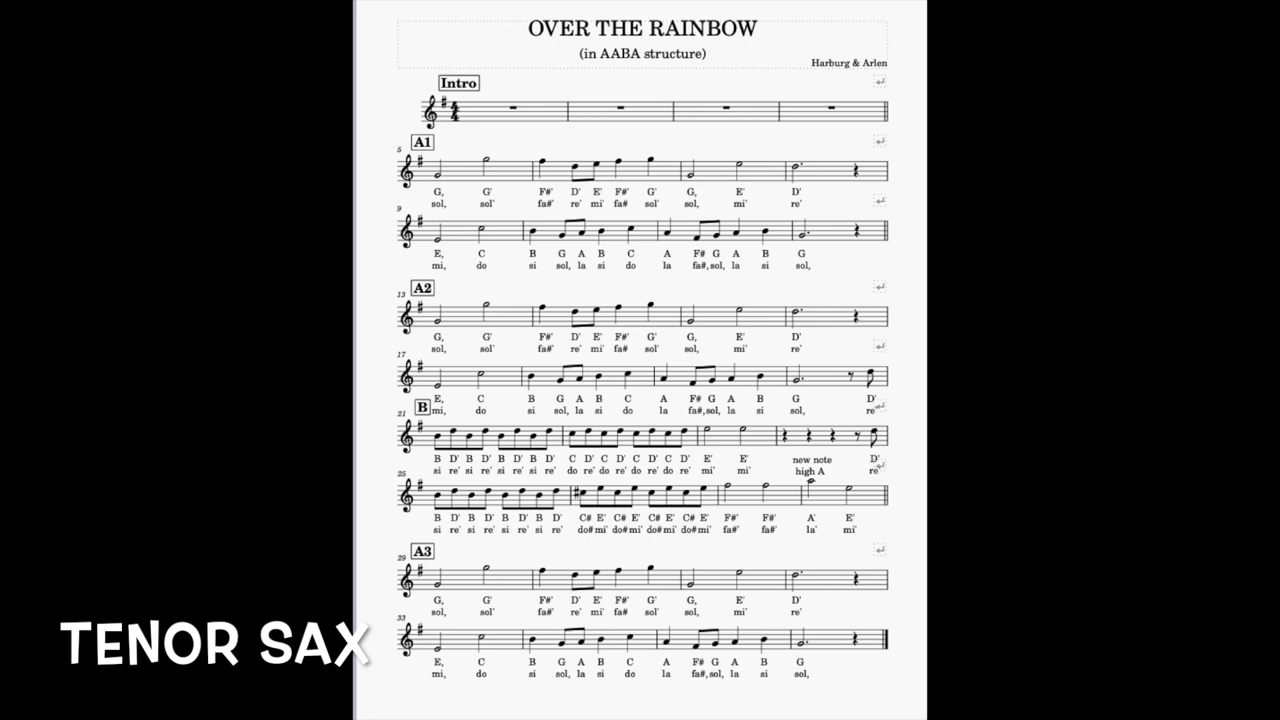 OVER THE RAINBOW
(in AABA structure)
Harburg & Arlen
Intro
4
4
A1
5
G, G' F#' D' E' F#' G' G, E' D'
sol, sol' fa#' re' mi' fa# sol' sol, mi' re'
9
E, C B G A B C A F# G A B G
mi, do si sol, la si do la fa#, sol, la si sol,
A2
13
G, G' F#' D' E' F#' G' G, E' D'
sol, sol' fa#' re' mi' fa# sol' sol, mi' re'
17
E, C B G A B C A F# G A B G D'
mi, do si sol, la si do la fa#, sol, la si sol, re'
B
21
B D' B D' B D' B D' C D' C D' C D' C D' E' E' new note D'
si re' si re' si re' si re' do re' do re' do re' do re' mi' mi' high A re'
25
B D' B D' B D' B D' C# E' C# E' C# E' C# E' F#' F#' A' E'
si re' si re' si re' si re' do# mi' do# mi' do# mi' do# mi' fa#' fa#' la' mi'
A3
29
G, G' F#' D' E' F#' G' G, E' D'
sol, sol' fa#' re' mi' fa# sol' sol, mi' re'
33
E, C B G A B C A F# G A B G
mi, do si sol, la si do la fa#, sol, la si sol,
TENOR SAX